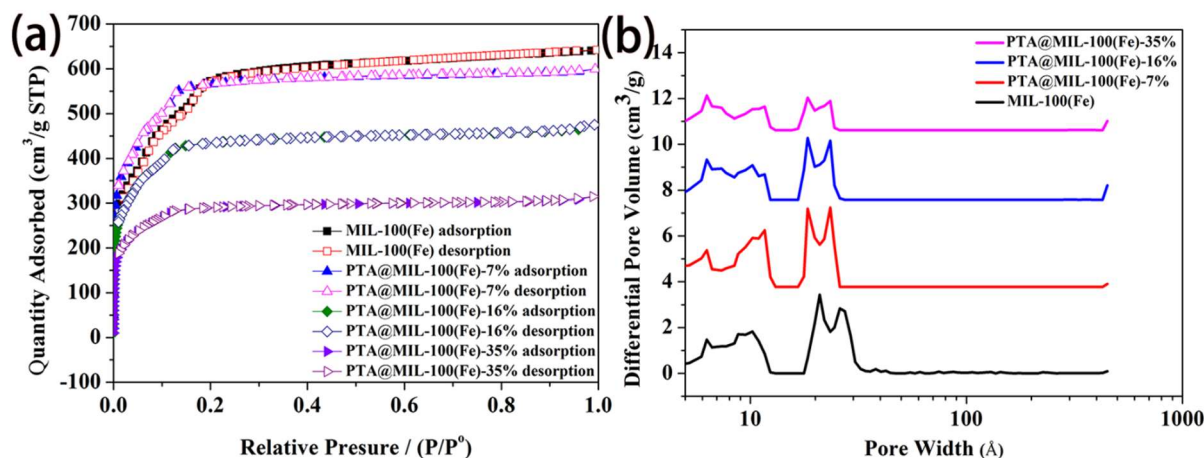 (a)
Quantity Adsorbed (cm³/g STP)
700
600
500
400
300
200
100
0
-100
MIL-100(Fe) adsorption
MIL-100(Fe) desorption
PTA@MIL-100(Fe)-7% adsorption
PTA@MIL-100(Fe)-7% desorption
PTA@MIL-100(Fe)-16% adsorption
PTA@MIL-100(Fe)-16% desorption
PTA@MIL-100(Fe)-35% adsorption
PTA@MIL-100(Fe)-35% desorption
0.0 0.2 0.4 0.6 0.8 1.0
Relative Presure / (P/P°)
(b)
Differential Pore Volume (cm³/g)
14
12
10
8
6
4
2
0
PTA@MIL-100(Fe)-35%
PTA@MIL-100(Fe)-16%
PTA@MIL-100(Fe)-7%
MIL-100(Fe)
10 100 1000
Pore Width (Å)